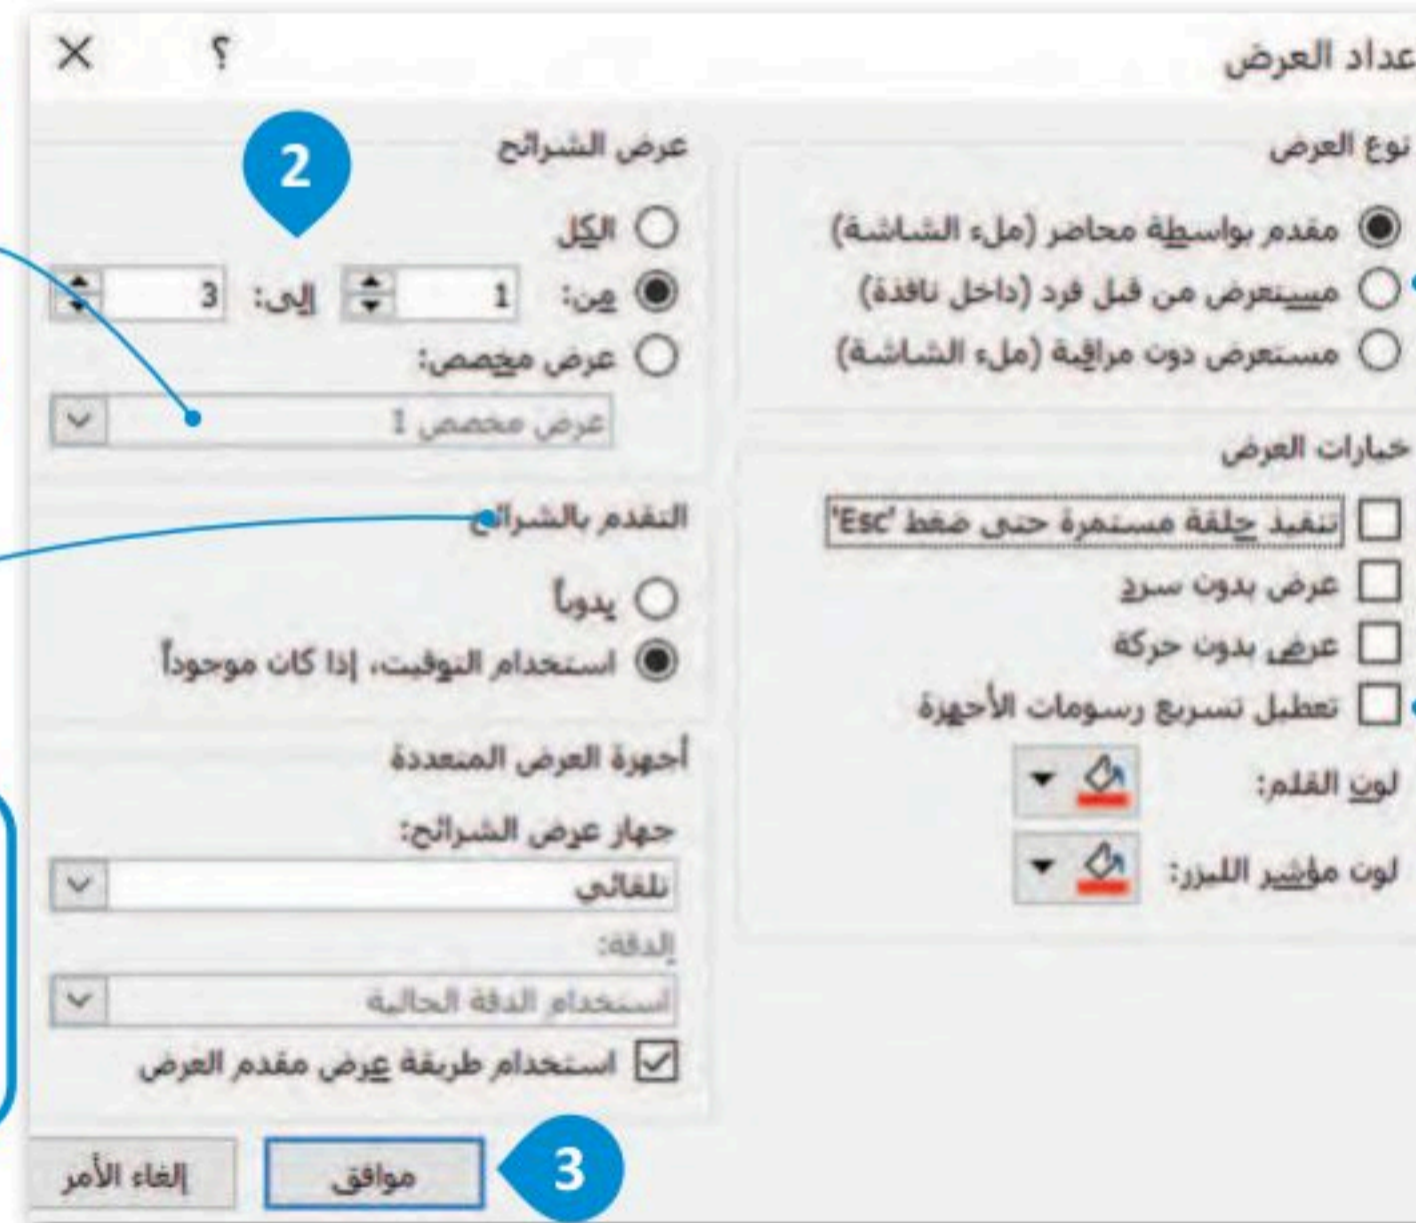 عداد العرض
؟ ×
نوع العرض
مقدم بواسطة محاضر (ملء الشاشة)
مستعرض من قبل فرد (داخل نافذة)
مستعرض دون مراقبة (ملء الشاشة)
خيارات العرض
تنفيذ حلقة مستمرة حتى ضغط 'Esc'
عرض بدون سرد
عرض بدون حركة
تعطيل تسريع رسومات الأجهزة
لون القلم:
لون مؤشير الليزر:
عرض الشرائح
2
الكل
من: 1 إلى: 3
عرض مخصص:
عرض مخصص 1
التقدم بالشرائح
يدوياً
استخدام التوقيت، إذا كان موجوداً
أجهزة العرض المتعددة
جهاز عرض الشرائح:
تلقائي
الدقة:
استخدام الدقة الحالية
استخدام طريقة عرض مقدم العرض
3
موافق
إلغاء الأمر